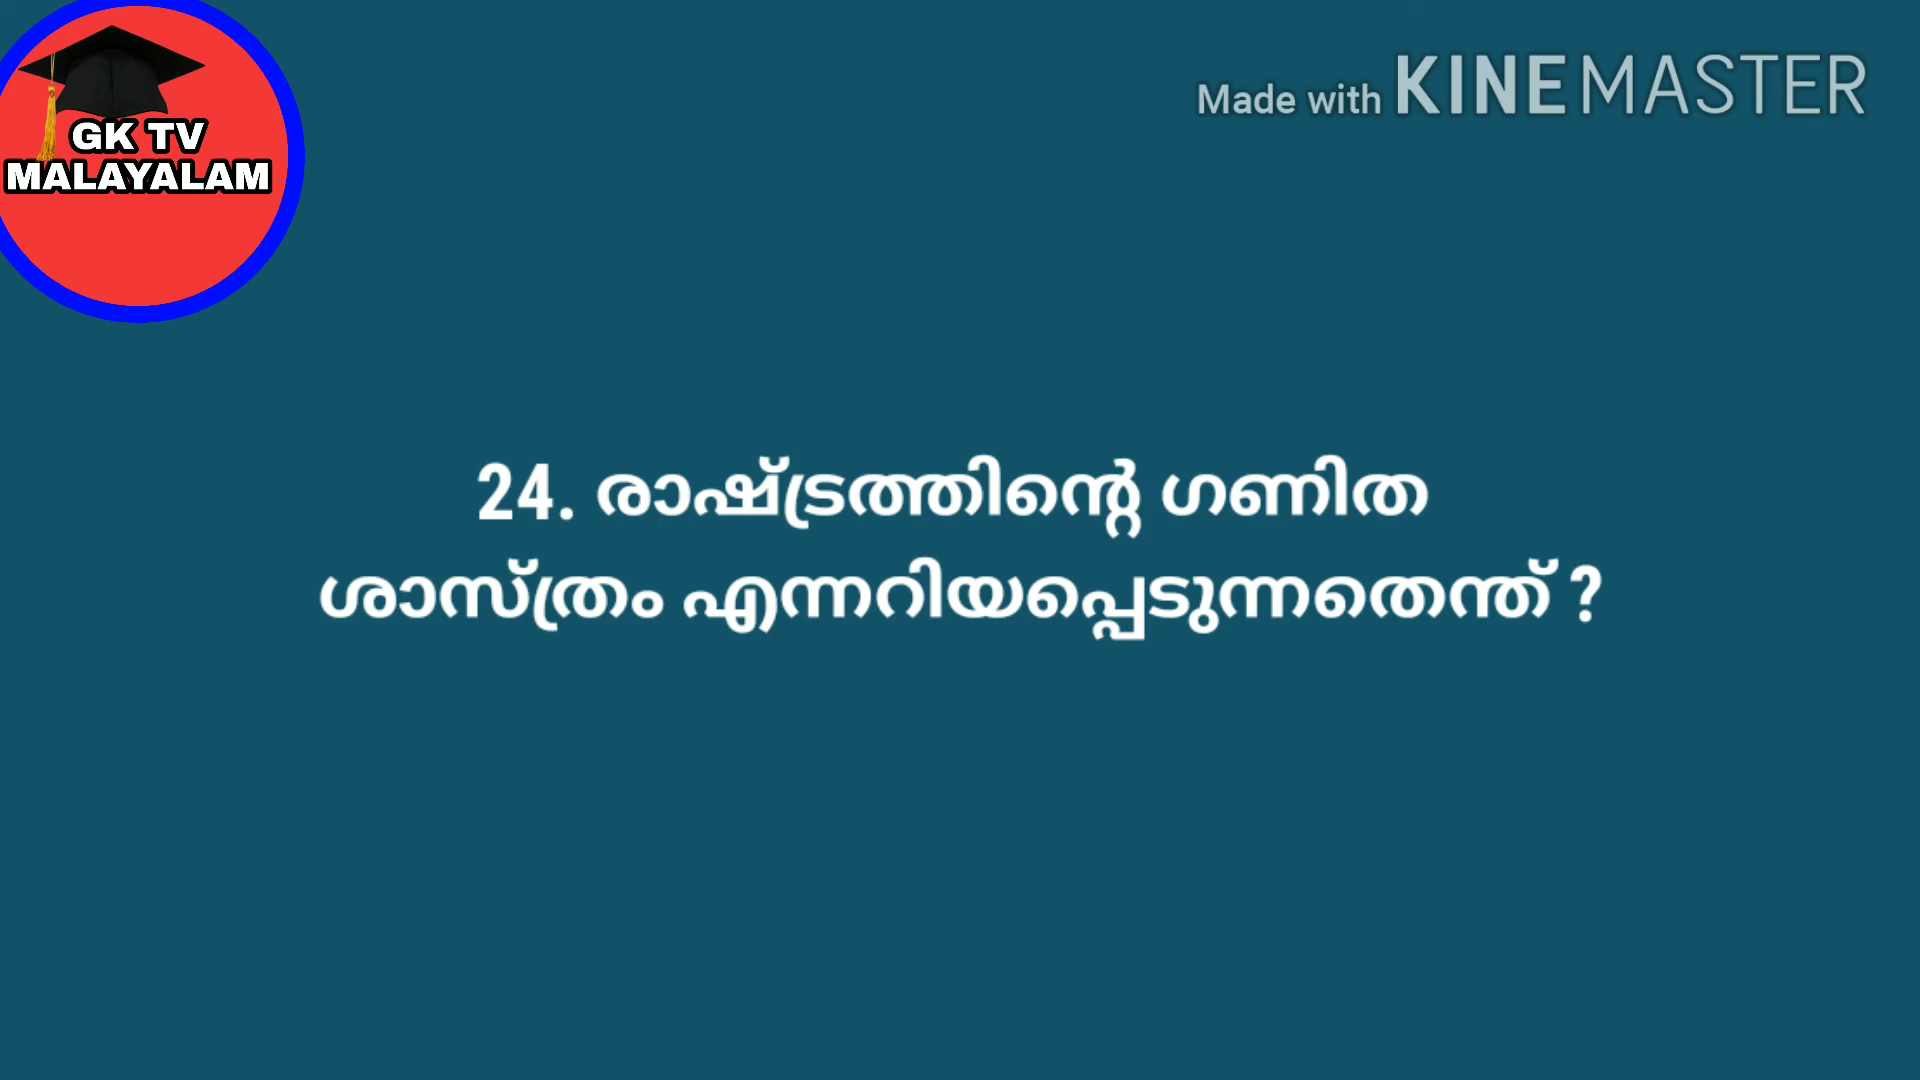 GK TV
MALAYALAM
Made with KINEMASTER
24. രാഷ്ട്രത്തിന്റെ ഗണിത
ശാസ്ത്രം എന്നറിയപ്പെടുന്നതെന്ത് ?